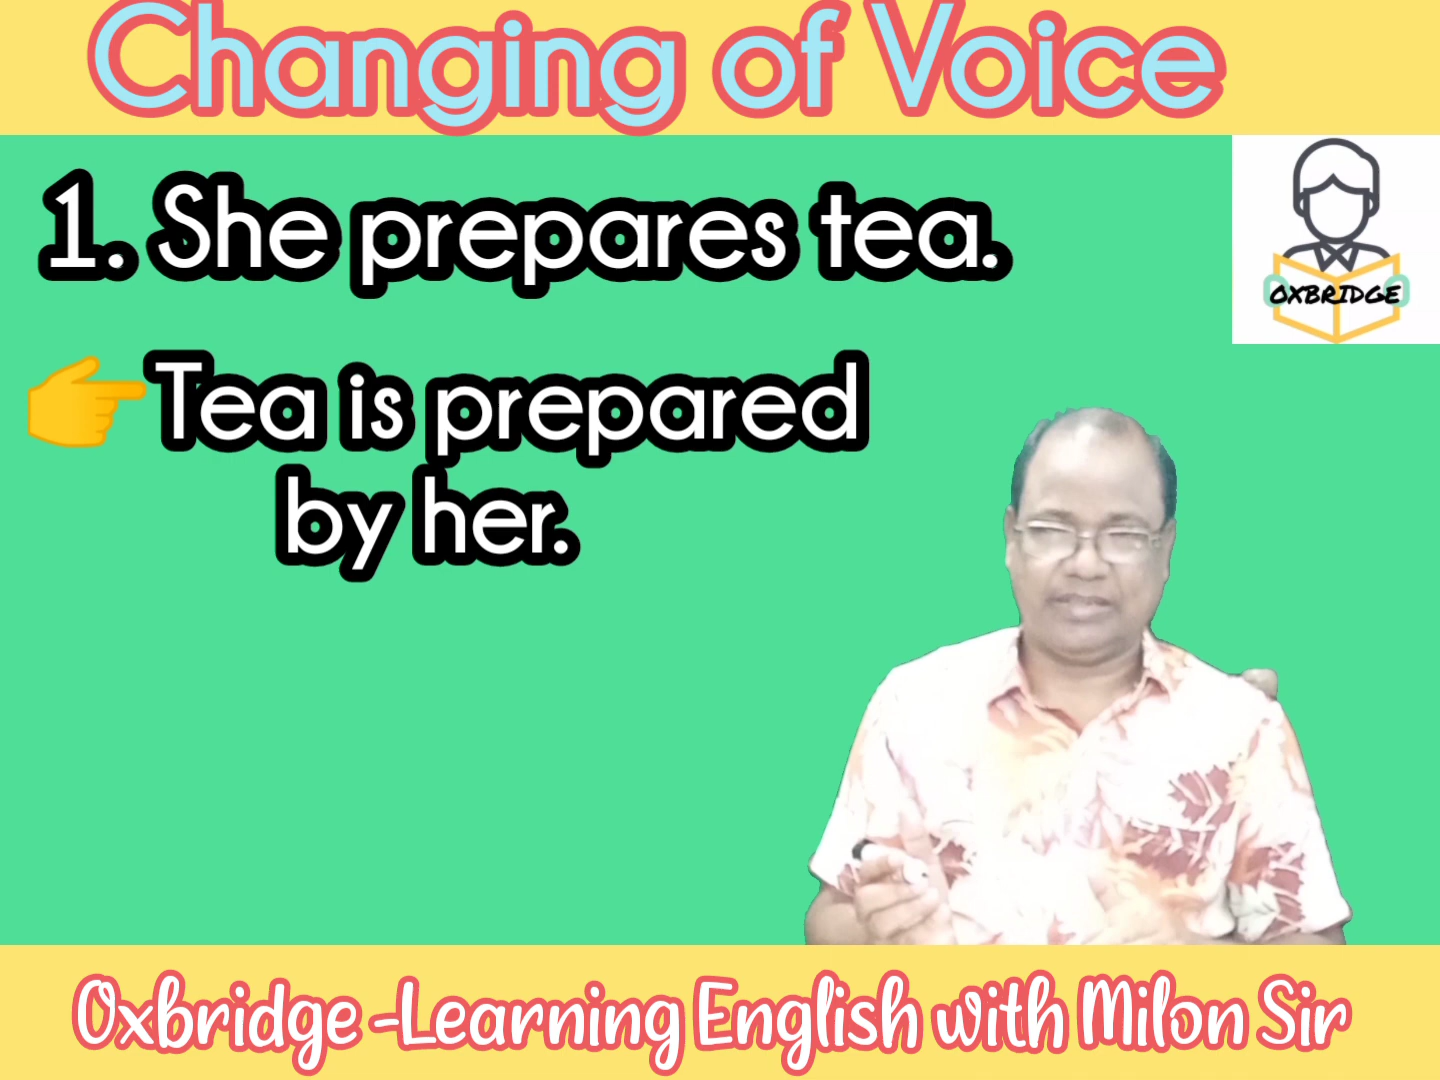 Changing of Voice
1. She prepares tea.
OXBRIDGE
Tea is prepared
by her.
Oxbridge -Learning English with Milon Sir